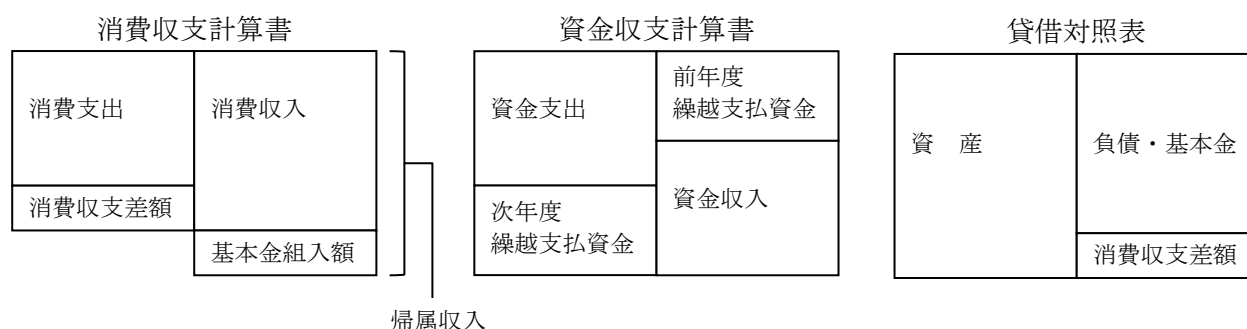 消費収支計算書
消費支出
消費収入
消費収支差額
基本金組入額
帰属収入
資金収支計算書
資金支出
前年度
繰越支払資金
次年度
繰越支払資金
資金収入
貸借対照表
資　産
負債・基本金
消費収支差額